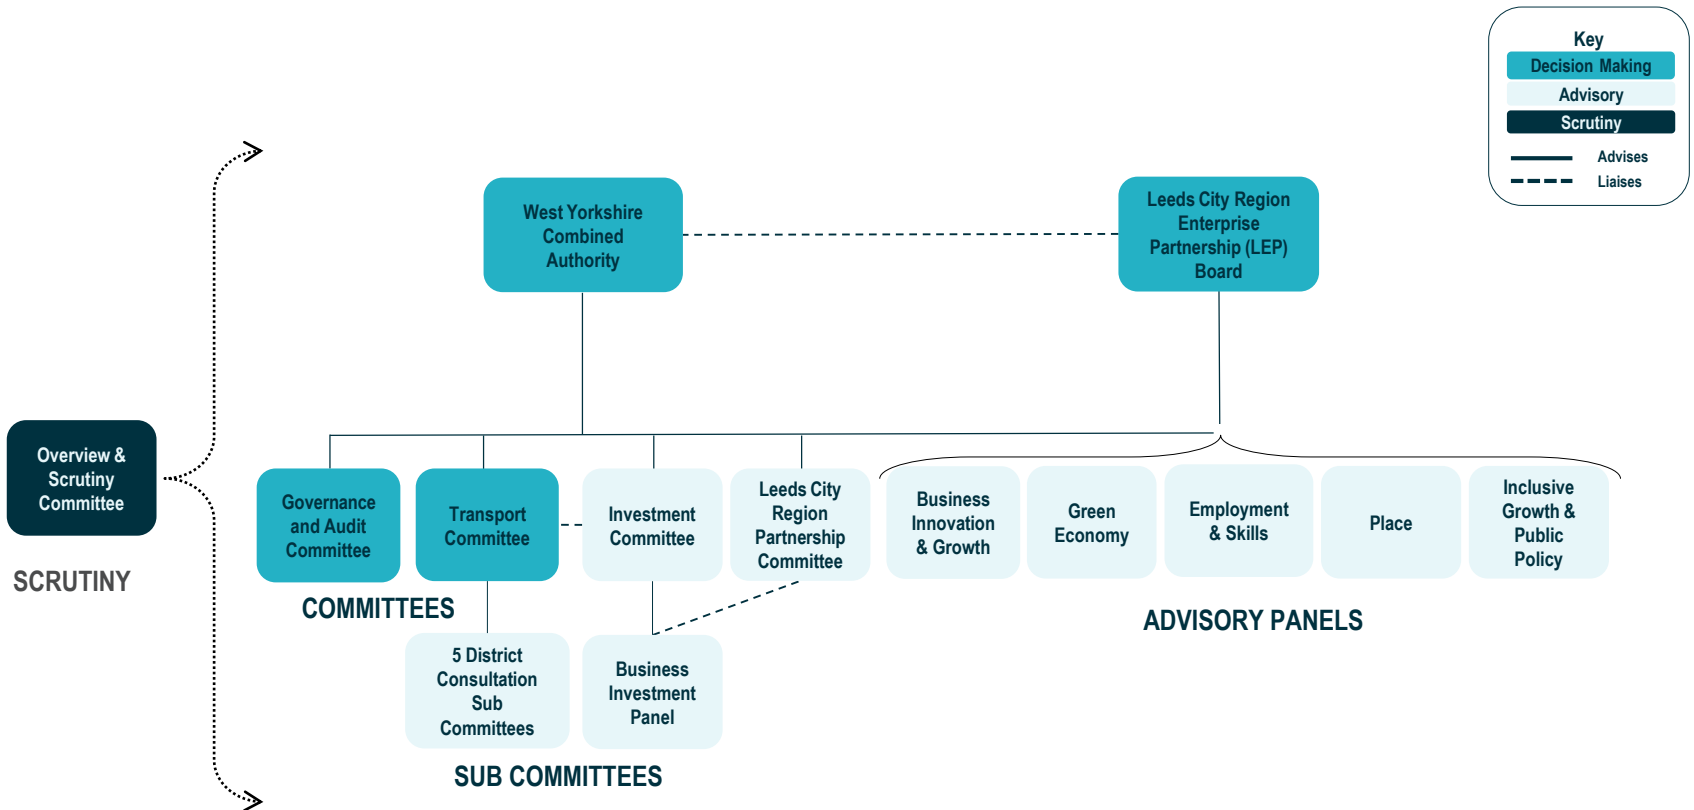 Key
Decision Making
Advisory
Scrutiny
Advises
Liaises
West Yorkshire
Combined
Authority
Leeds City Region
Enterprise
Partnership (LEP)
Board
Overview &
Scrutiny
Committee
SCRUTINY
Governance
and Audit
Committee
Transport
Committee
Investment
Committee
Leeds City
Region
Partnership
Committee
Business
Innovation
& Growth
Green
Economy
Employment
& Skills
Place
Inclusive
Growth &
Public
Policy
COMMITTEES
ADVISORY PANELS
5 District
Consultation
Sub
Committees
Business
Investment
Panel
SUB COMMITTEES